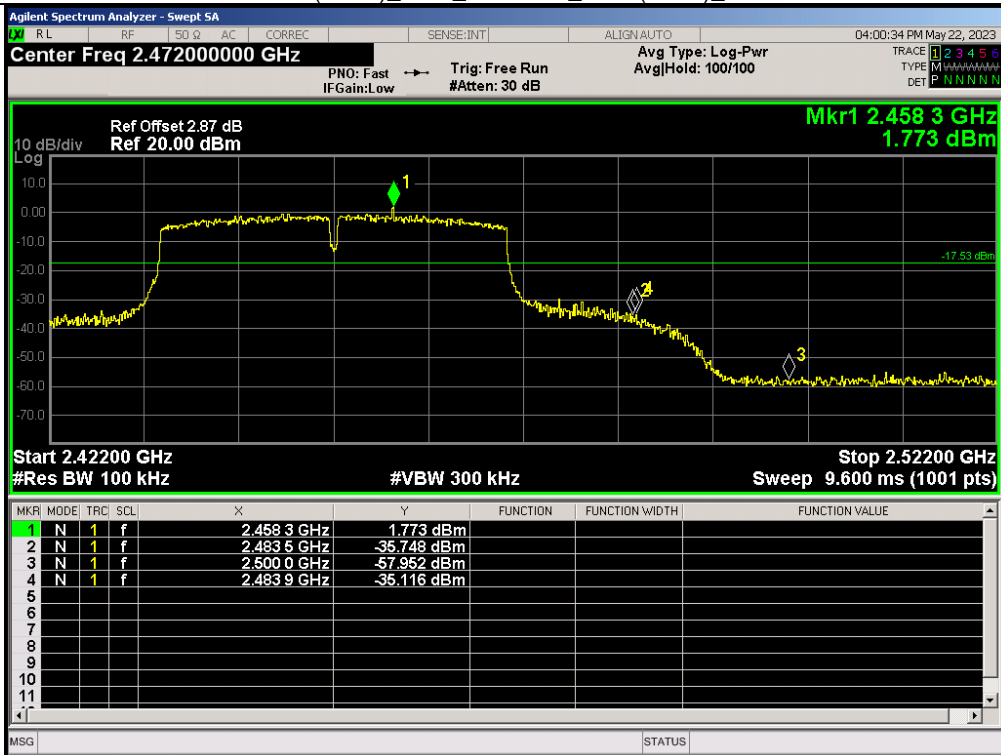 Agilent Spectrum Analyzer - Swept SA
LXI RL RF 50 Ω AC CORREC SENSE:INT ALIGN AUTO 04:00:34 PM May 22, 2023
Center Freq 2.472000000 GHz
PNO: Fast
IFGain:Low
Trig: Free Run
#Atten: 30 dB
Avg Type: Log-Pwr
Avg|Hold: 100/100
TRACE 1 2 3 4 5 6
TYPE M
DET P N N N N N
Mkr1 2.458 3 GHz
1.773 dBm
Ref Offset 2.87 dB
10 dB/div Ref 20.00 dBm
Log
10.0
0.00
-10.0
-20.0
-30.0
-40.0
-50.0
-60.0
-70.0
1
-17.53 dBm
2 4
3
Start 2.42200 GHz Stop 2.52200 GHz
#Res BW 100 kHz #VBW 300 kHz Sweep 9.600 ms (1001 pts)
MKR MODE TRC SCL X Y FUNCTION FUNCTION WIDTH FUNCTION VALUE
1 N 1 f 2.458 3 GHz 1.773 dBm
2 N 1 f 2.483 5 GHz -35.748 dBm
3 N 1 f 2.500 0 GHz -57.952 dBm
4 N 1 f 2.483 9 GHz -35.116 dBm
5
6
7
8
9
10
11
MSG STATUS